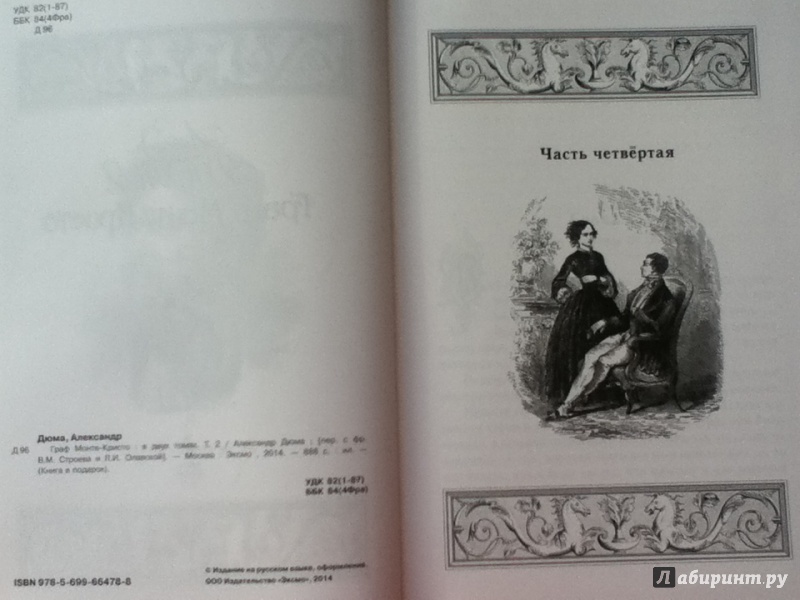 УДК 82(1-87)
ББК 84(4Фра)
Д 96
Дюма, Александр
Д 96 Граф Монте-Кристо : в двух томах. Т. 2 / Александр Дюма ; [пер. с фр.
В.М. Строева и Л.И. Олавской]. — Москва : Эксмо, 2014. — 686 с. : ил. —
(Книга в подарок).
УДК 82(1-87)
ББК 84(4Фра)
© Издание на русском языке, оформление.
ООО «Издательство «Эксмо», 2014
ISBN 978-5-699-66478-8
Часть четвёртая
Лабиринт.ру